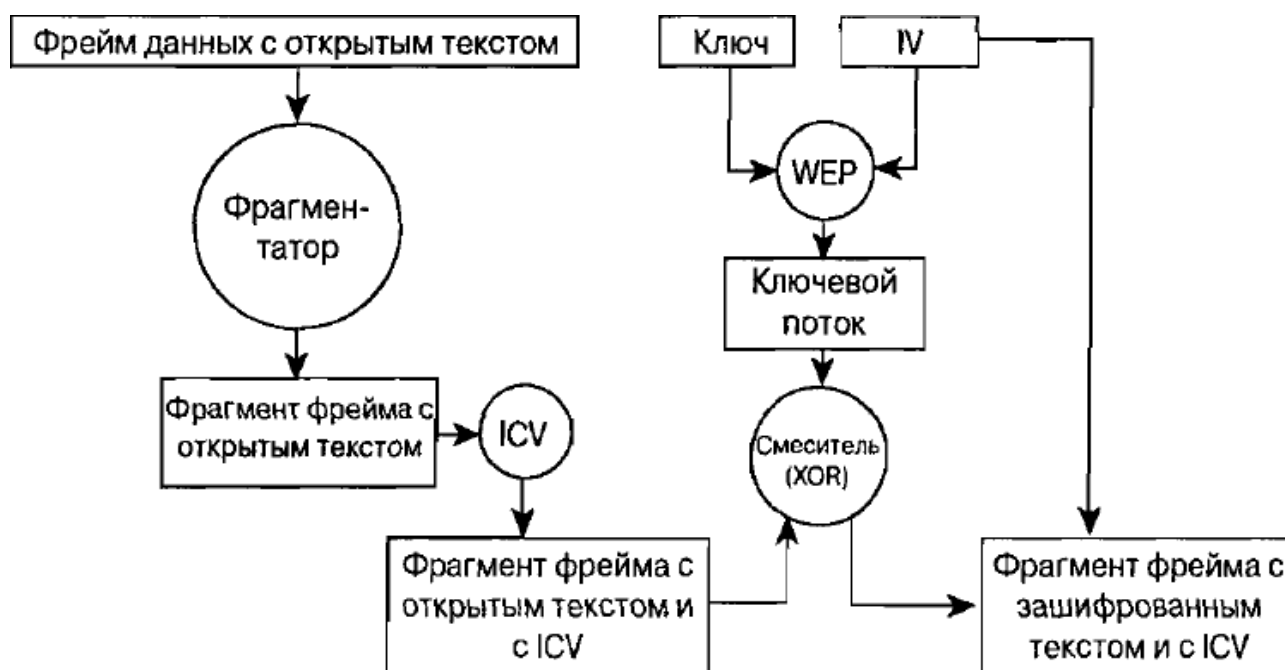 Фрейм данных с открытым текстом
Ключ
IV
WEP
Фрагмен-
татор
Ключевой
поток
Фрагмент фрейма с
открытым текстом
ICV
Смеситель
(XOR)
Фрагмент фрейма с
открытым текстом и
с ICV
Фрагмент фрейма с
зашифрованным
текстом и с ICV